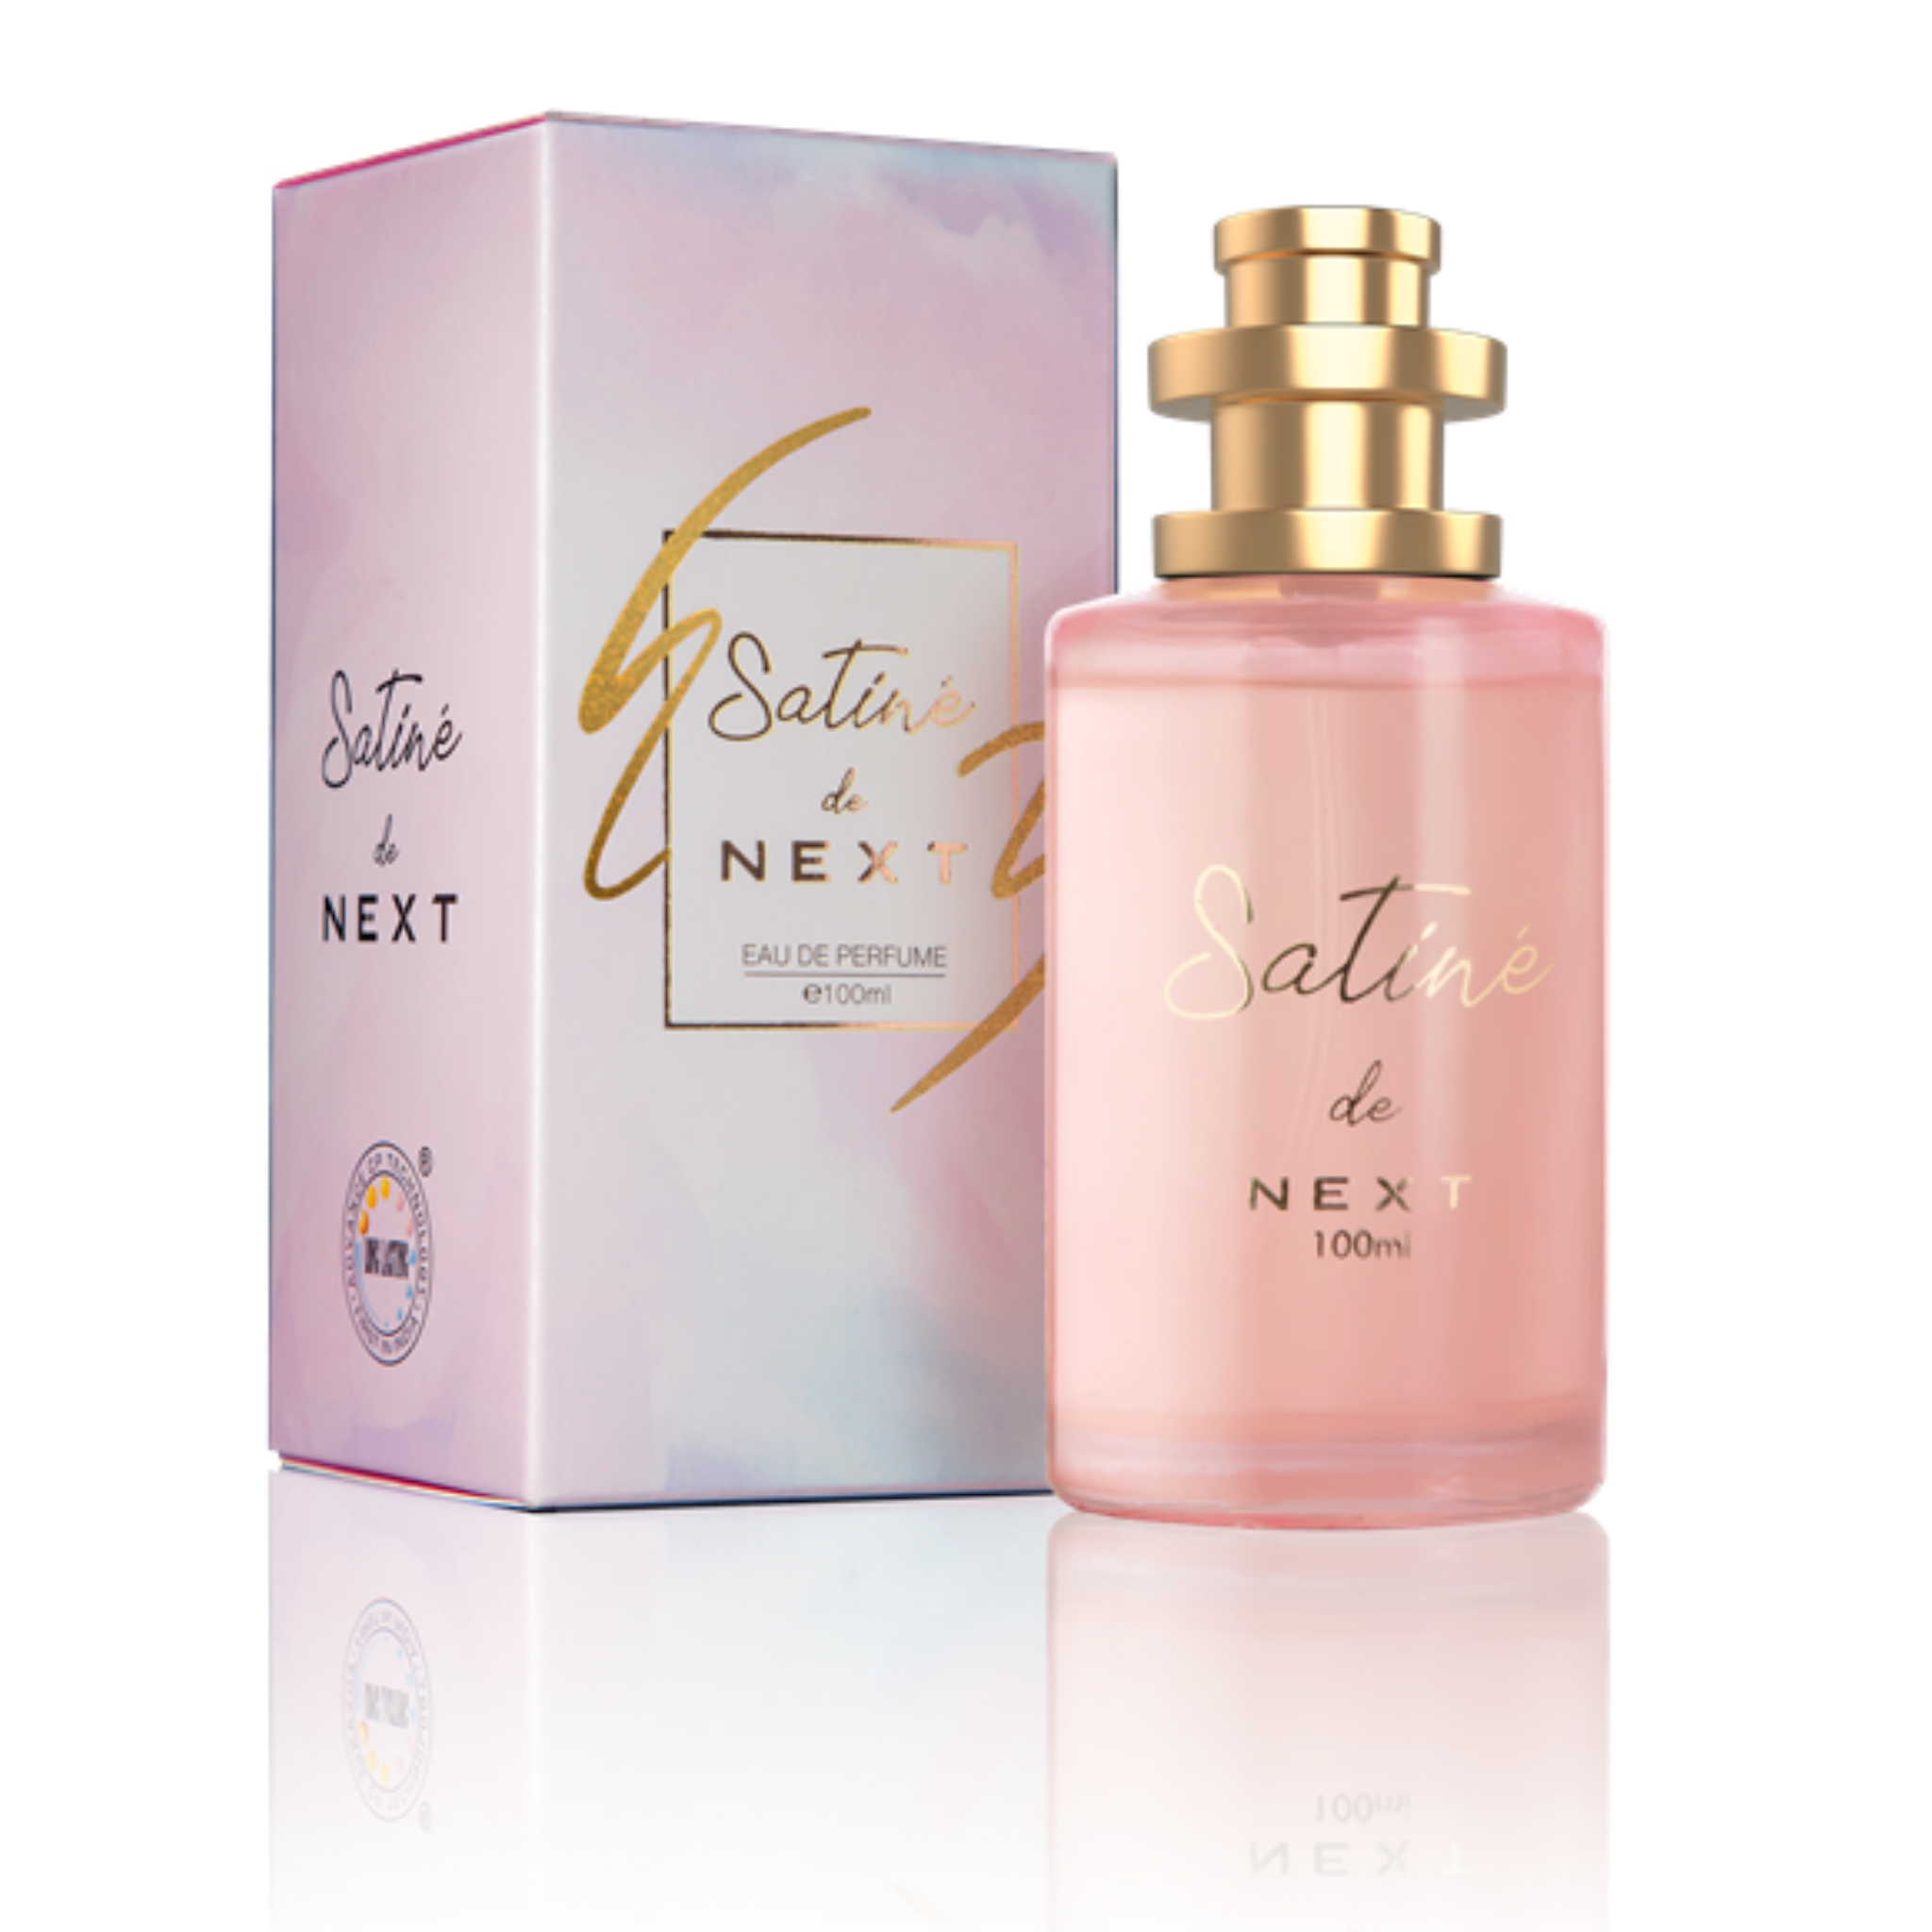 Satiné
de
NEXT
®
Satiné
de
NEXT
EAU DE PERFUME
℮100ml
Satiné
de
NEXT
100ml